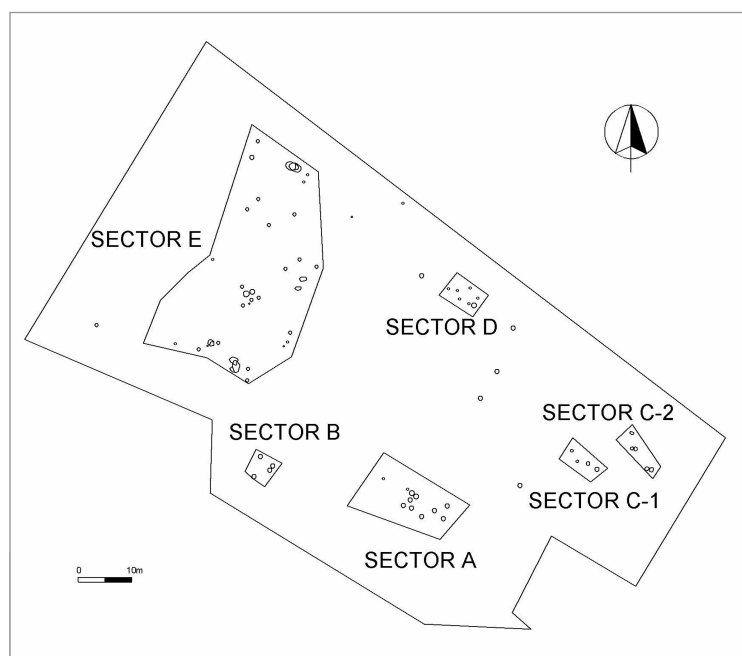 SECTOR E
SECTOR D
SECTOR C-2
SECTOR B
SECTOR C-1
SECTOR A
0 10m